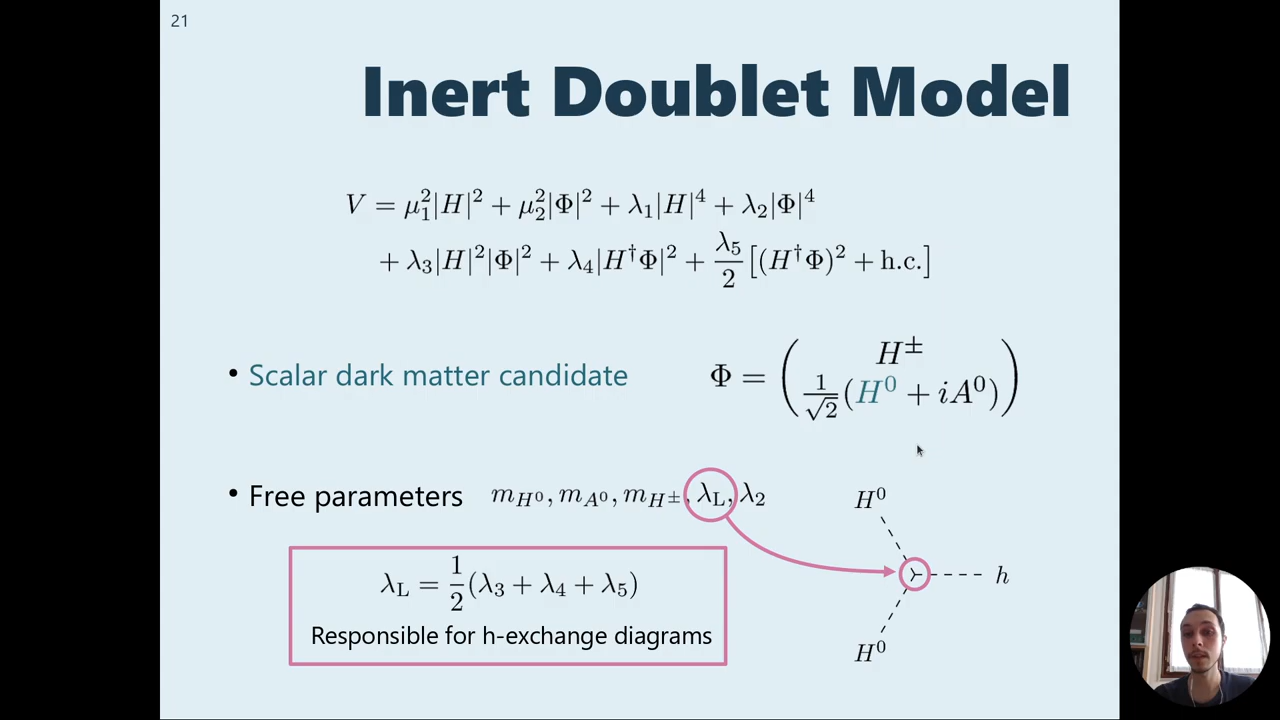 21
Inert Doublet Model
V = μ₁²|H|² + μ₂²|Φ|² + λ₁|H|⁴ + λ₂|Φ|⁴
+ λ₃|H|²|Φ|² + λ₄|H†Φ|² + λ₅/2 [(H†Φ)² + h.c.]
• Scalar dark matter candidate
Φ = ( H± 1/√2 (H⁰ + iA⁰) )
• Free parameters m_H⁰, m_A⁰, m_H±, λ_L, λ₂
H⁰
h
H⁰
λ_L = 1/2 (λ₃ + λ₄ + λ₅)
Responsible for h-exchange diagrams